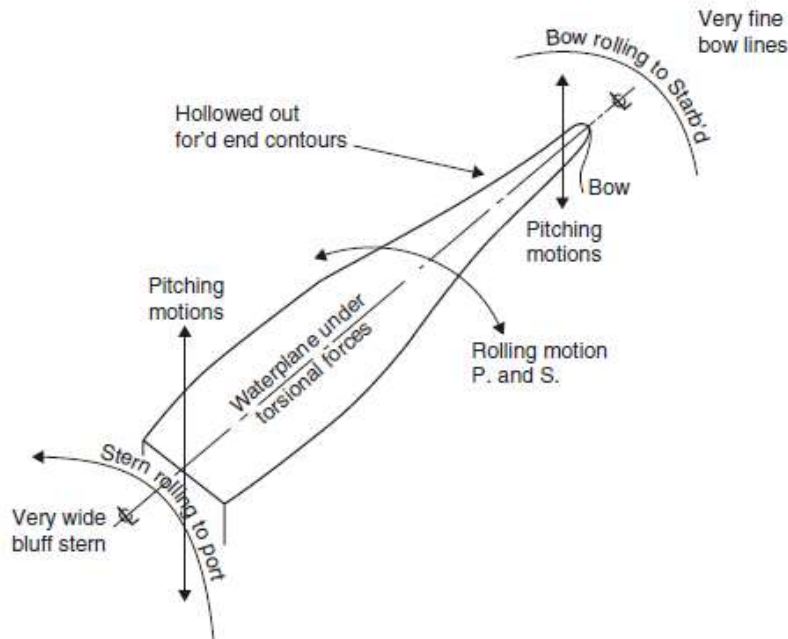 Very fine
bow lines
Bow rolling to Starb'd
Hollowed out
for'd end contours
Bow
Pitching
motions
Pitching
motions
Waterplane under
torsional forces
Rolling motion
P. and S.
Stern rolling to port
Very wide
bluff stern